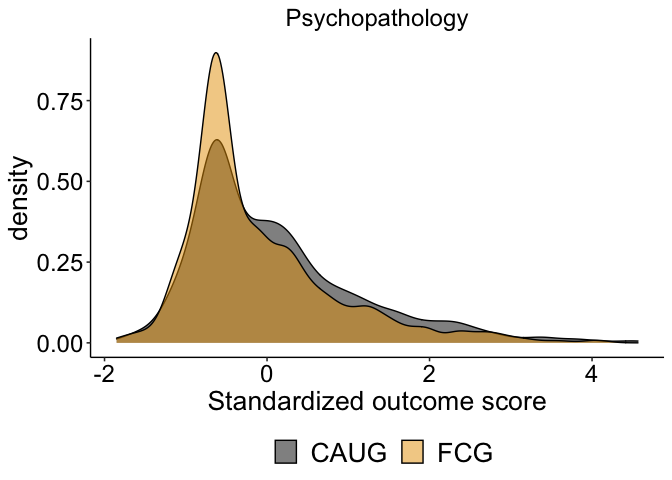 Psychopathology
density
0.75
0.50
0.25
0.00
-2 0 2 4
Standardized outcome score
CAUG FCG